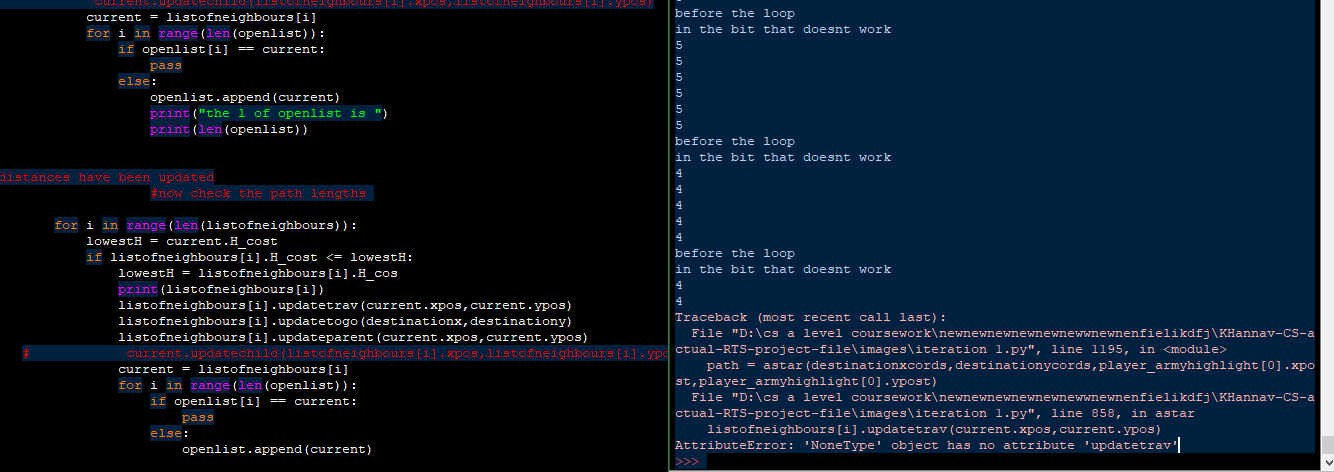 current.updatechild(listofneighbours[i].xpos,listofneighbours[i].ypos)
current = listofneighbours[i]
for i in range(len(openlist)):
if openlist[i] == current:
pass
else:
openlist.append(current)
print("the l of openlist is ")
print(len(openlist))
distances have been updated
#now check the path lengths
for i in range(len(listofneighbours)):
lowestH = current.H_cost
if listofneighbours[i].H_cost <= lowestH:
lowestH = listofneighbours[i].H_cos
print(listofneighbours[i])
listofneighbours[i].updatetrav(current.xpos,current.ypos)
listofneighbours[i].updatetogo(destinationx,destinationy)
listofneighbours[i].updateparent(current.xpos,current.ypos)
# current.updatechild(listofneighbours[i].xpos,listofneighbours[i].ypo
current = listofneighbours[i]
for i in range(len(openlist)):
if openlist[i] == current:
pass
else:
openlist.append(current)
before the loop
in the bit that doesnt work
5
5
5
5
5
5
before the loop
in the bit that doesnt work
4
4
4
4
4
before the loop
in the bit that doesnt work
4
4
Traceback (most recent call last):
File "D:\cs a level coursework\newnewnewnewnewwnewnenfielikdfj\KHannav-CS-a
ctual-RTS-project-file\images\iteration 1.py", line 1195, in <module>
path = astar(destinationxcords,destinationycords,player_armyhighlight[0].xpo
st,player_armyhighlight[0].ypost)
File "D:\cs a level coursework\newnewnewnewnewwnewnenfielikdfj\KHannav-CS-a
ctual-RTS-project-file\images\iteration 1.py", line 858, in astar
listofneighbours[i].updatetrav(current.xpos,current.ypos)
AttributeError: 'NoneType' object has no attribute 'updatetrav'
>>>